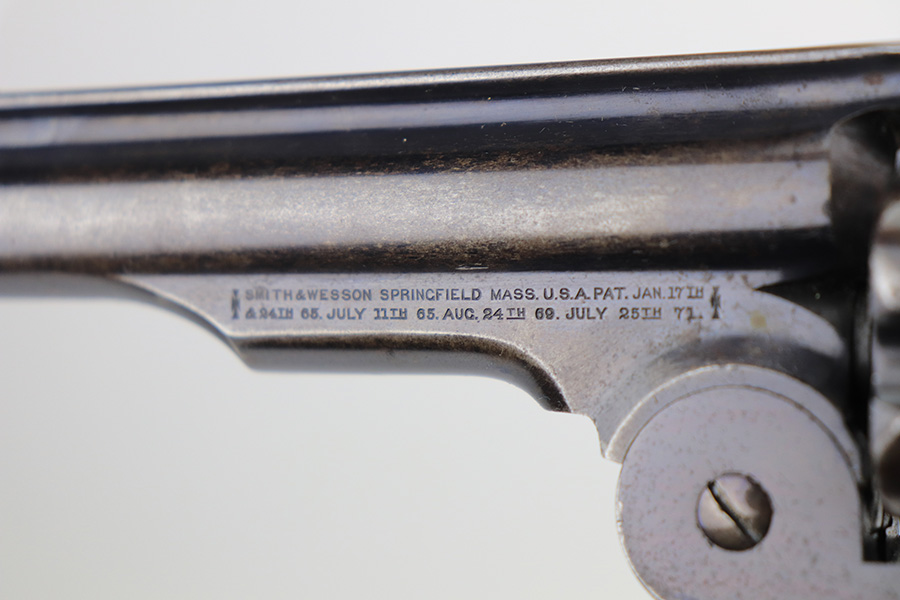 SMITH & WESSON SPRINGFIELD MASS. U.S.A. PAT. JAN. 17TH
& 24TH 65. JULY 11TH 65. AUG. 24TH 69. JULY 25TH 71.